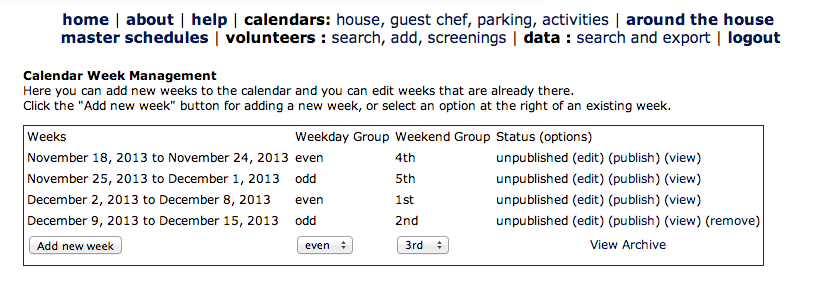 home | about | help | calendars: house, guest chef, parking, activities | around the house
master schedules | volunteers : search, add, screenings | data : search and export | logout
Calendar Week Management
Here you can add new weeks to the calendar and you can edit weeks that are already there.
Click the "Add new week" button for adding a new week, or select an option at the right of an existing week.
Weeks Weekday Group Weekend Group Status (options)
November 18, 2013 to November 24, 2013 even 4th unpublished (edit) (publish) (view)
November 25, 2013 to December 1, 2013 odd 5th unpublished (edit) (publish) (view)
December 2, 2013 to December 8, 2013 even 1st unpublished (edit) (publish) (view)
December 9, 2013 to December 15, 2013 odd 2nd unpublished (edit) (publish) (view) (remove)
Add new week even 3rd View Archive